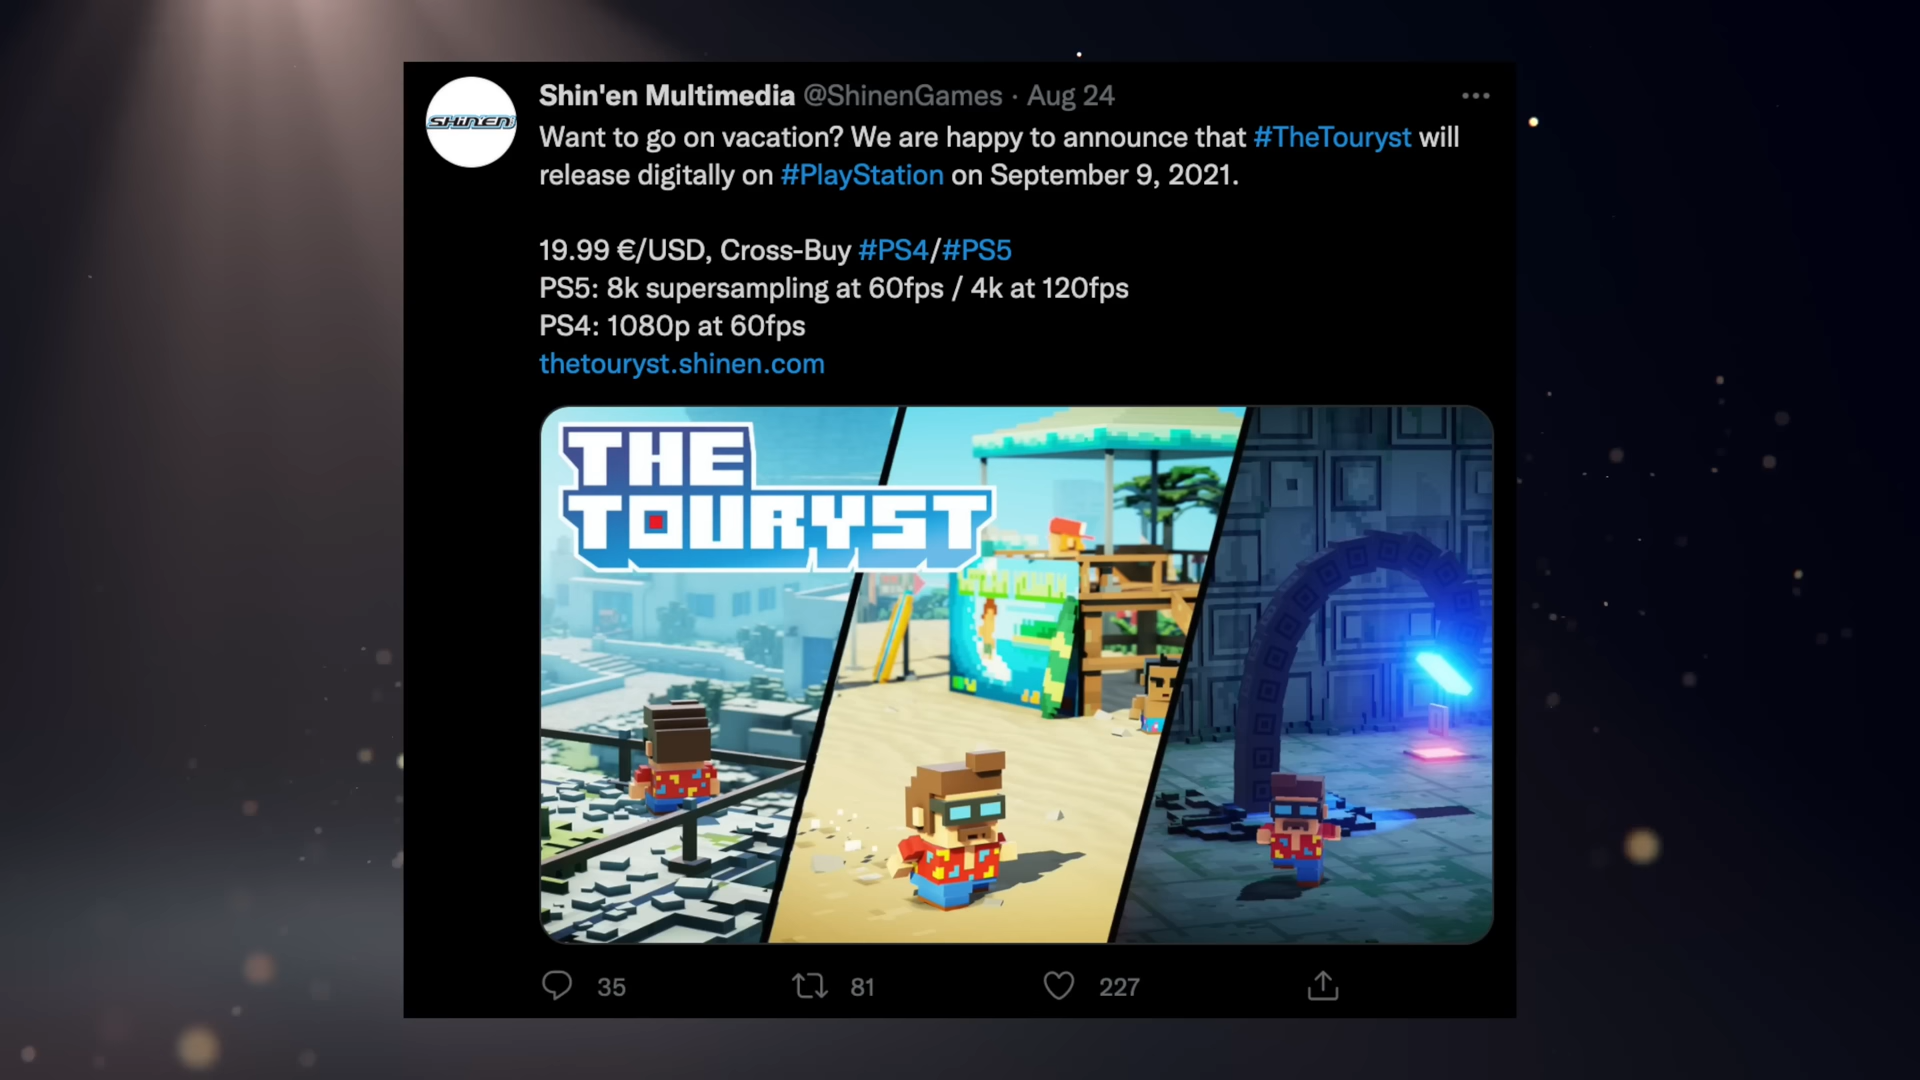 Shin'en Multimedia @ShinenGames · Aug 24
SHIN'EN
Want to go on vacation? We are happy to announce that #TheTouryst will
release digitally on #PlayStation on September 9, 2021.
19.99 €/USD, Cross-Buy #PS4/#PS5
PS5: 8k supersampling at 60fps / 4k at 120fps
PS4: 1080p at 60fps
thetouryst.shinen.com
THE
TOURYST
35 81 227